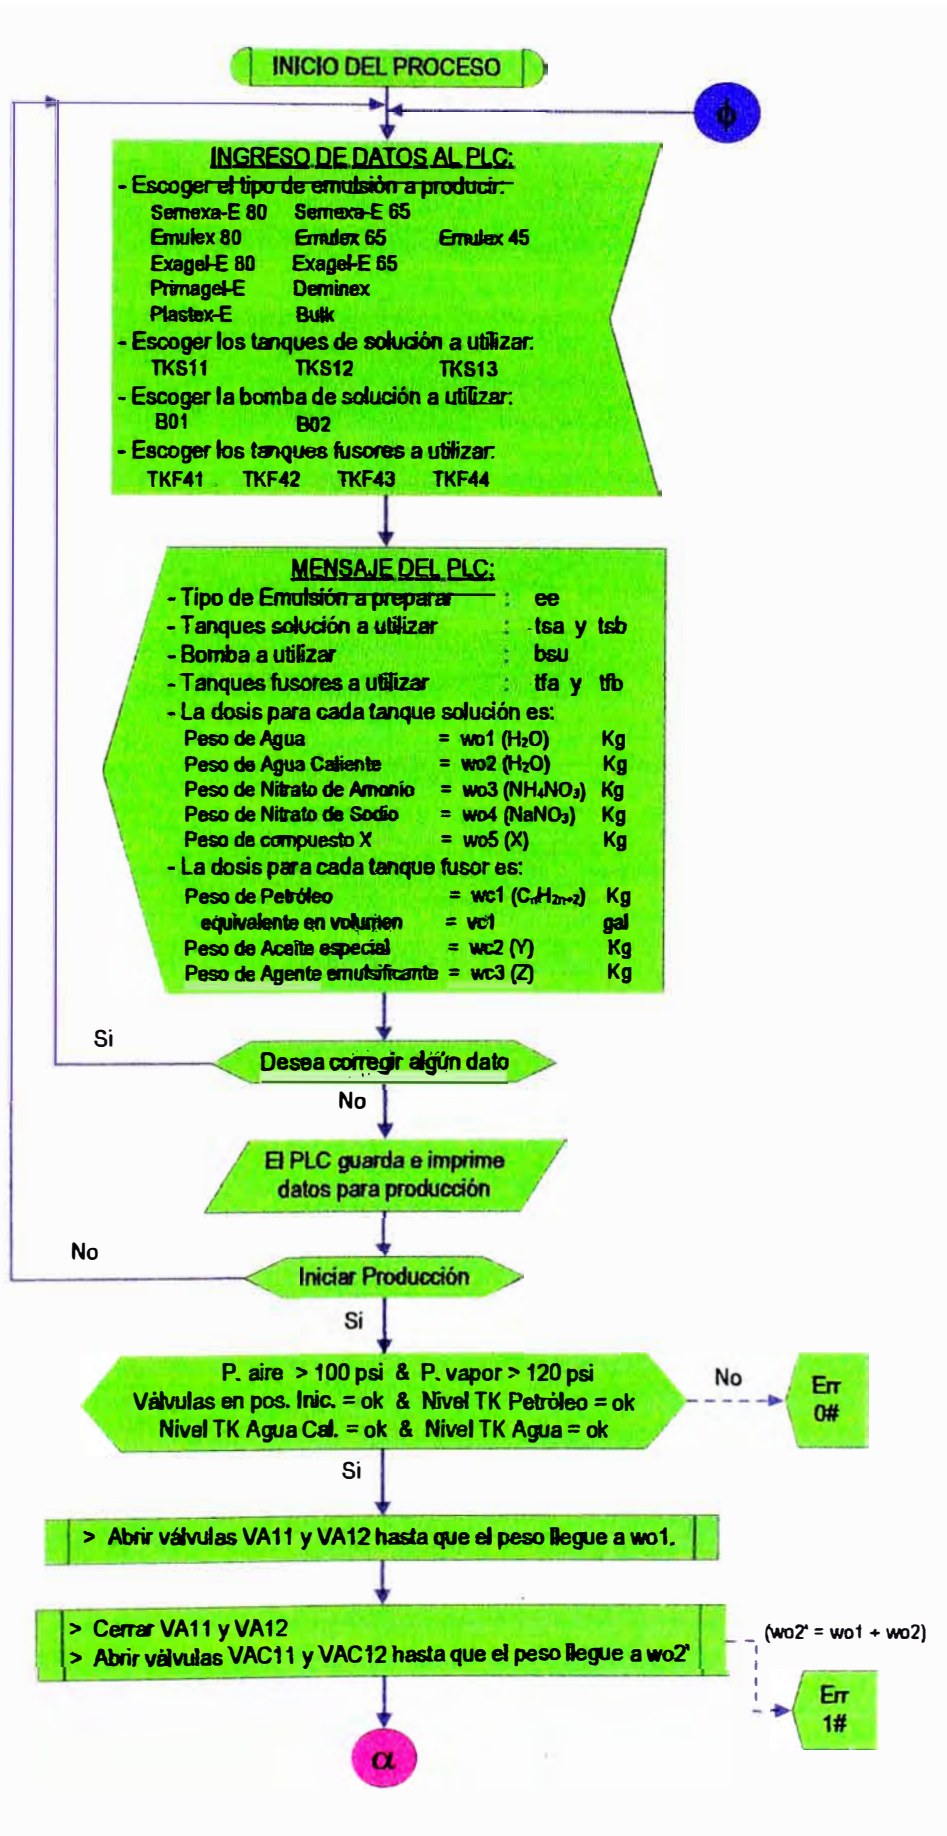 INICIO DEL PROCESO
ϕ
INGRESO DE DATOS AL PLC:
- Escoger el tipo de emulsión a producir:
Semexa-E 80 Semexa-E 65
Emulex 80 Emulex 65 Emulex 45
Exagel-E 80 Exagel-E 65
Primagel-E Deminex
Plastex-E Bulk
- Escoger los tanques de solución a utilizar:
TKS11 TKS12 TKS13
- Escoger la bomba de solución a utilizar:
B01 B02
- Escoger los tanques fusores a utilizar:
TKF41 TKF42 TKF43 TKF44
MENSAJE DEL PLC:
- Tipo de Emulsión a preparar : ee
- Tanques solución a utilizar : tsa y tsb
- Bomba a utilizar : bsu
- Tanques fusores a utilizar : tfa y tfb
- La dosis para cada tanque solución es:
Peso de Agua = wo1 (H₂O) Kg
Peso de Agua Caliente = wo2 (H₂O) Kg
Peso de Nitrato de Amonio = wo3 (NH₄NO₃) Kg
Peso de Nitrato de Sodio = wo4 (NaNO₃) Kg
Peso de compuesto X = wo5 (X) Kg
- La dosis para cada tanque fusor es:
Peso de Petróleo = wc1 (CₙH₂ₙ₊₂) Kg
equivalente en volumen = vc1 gal
Peso de Aceite especial = wc2 (Y) Kg
Peso de Agente emulsificante = wc3 (Z) Kg
Si
Desea corregir algún dato
No
El PLC guarda e imprime
datos para producción
No
Iniciar Producción
Si
P. aire > 100 psi & P. vapor > 120 psi
Válvulas en pos. Inic. = ok & Nivel TK Petróleo = ok
Nivel TK Agua Cal. = ok & Nivel TK Agua = ok
No
Err
0#
Si
> Abrir válvulas VA11 y VA12 hasta que el peso llegue a wo1.
> Cerrar VA11 y VA12
> Abrir válvulas VAC11 y VAC12 hasta que el peso llegue a wo2'
(wo2' = wo1 + wo2)
Err
1#
α